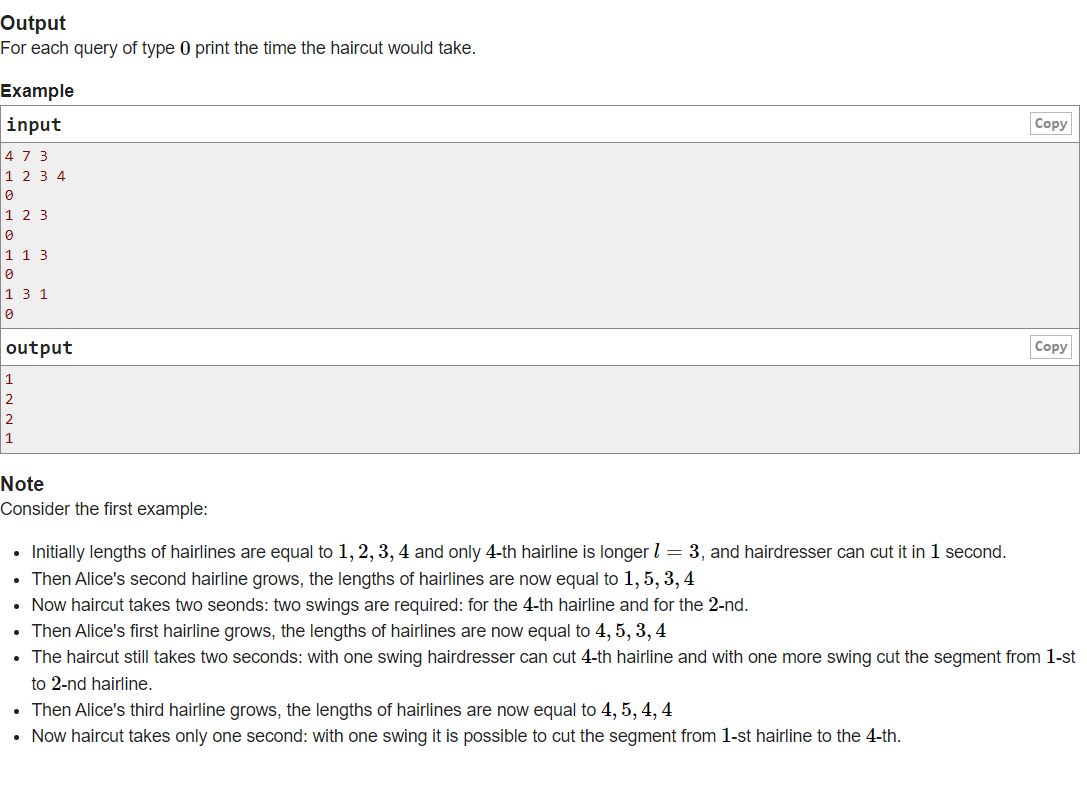 Output
For each query of type 0 print the time the haircut would take.
Example
input
Copy
4 7 3
1 2 3 4
0
1 2 3
0
1 1 3
0
1 3 1
0
output
Copy
1
2
2
1
Note
Consider the first example:
• Initially lengths of hairlines are equal to 1, 2, 3, 4 and only 4-th hairline is longer l = 3, and hairdresser can cut it in 1 second.
• Then Alice's second hairline grows, the lengths of hairlines are now equal to 1, 5, 3, 4
• Now haircut takes two seonds: two swings are required: for the 4-th hairline and for the 2-nd.
• Then Alice's first hairline grows, the lengths of hairlines are now equal to 4, 5, 3, 4
• The haircut still takes two seconds: with one swing hairdresser can cut 4-th hairline and with one more swing cut the segment from 1-st
to 2-nd hairline.
• Then Alice's third hairline grows, the lengths of hairlines are now equal to 4, 5, 4, 4
• Now haircut takes only one second: with one swing it is possible to cut the segment from 1-st hairline to the 4-th.